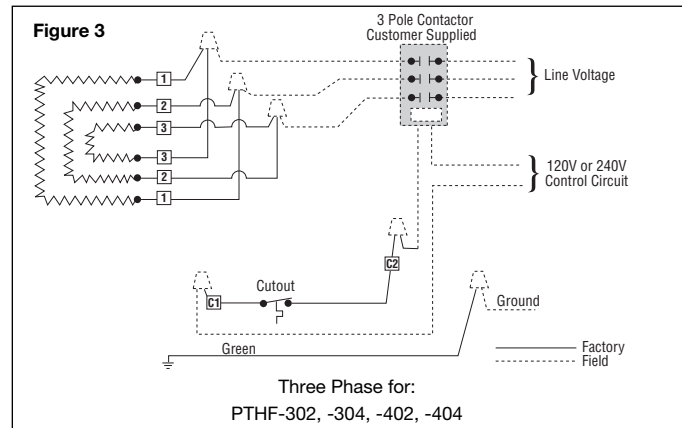 Figure 3
3 Pole Contactor
Customer Supplied
1
2
3
3
2
1
Line Voltage
120V or 240V
Control Circuit
C2
C1
Cutout
Ground
Green
Factory
Field
Three Phase for:
PTHF-302, -304, -402, -404